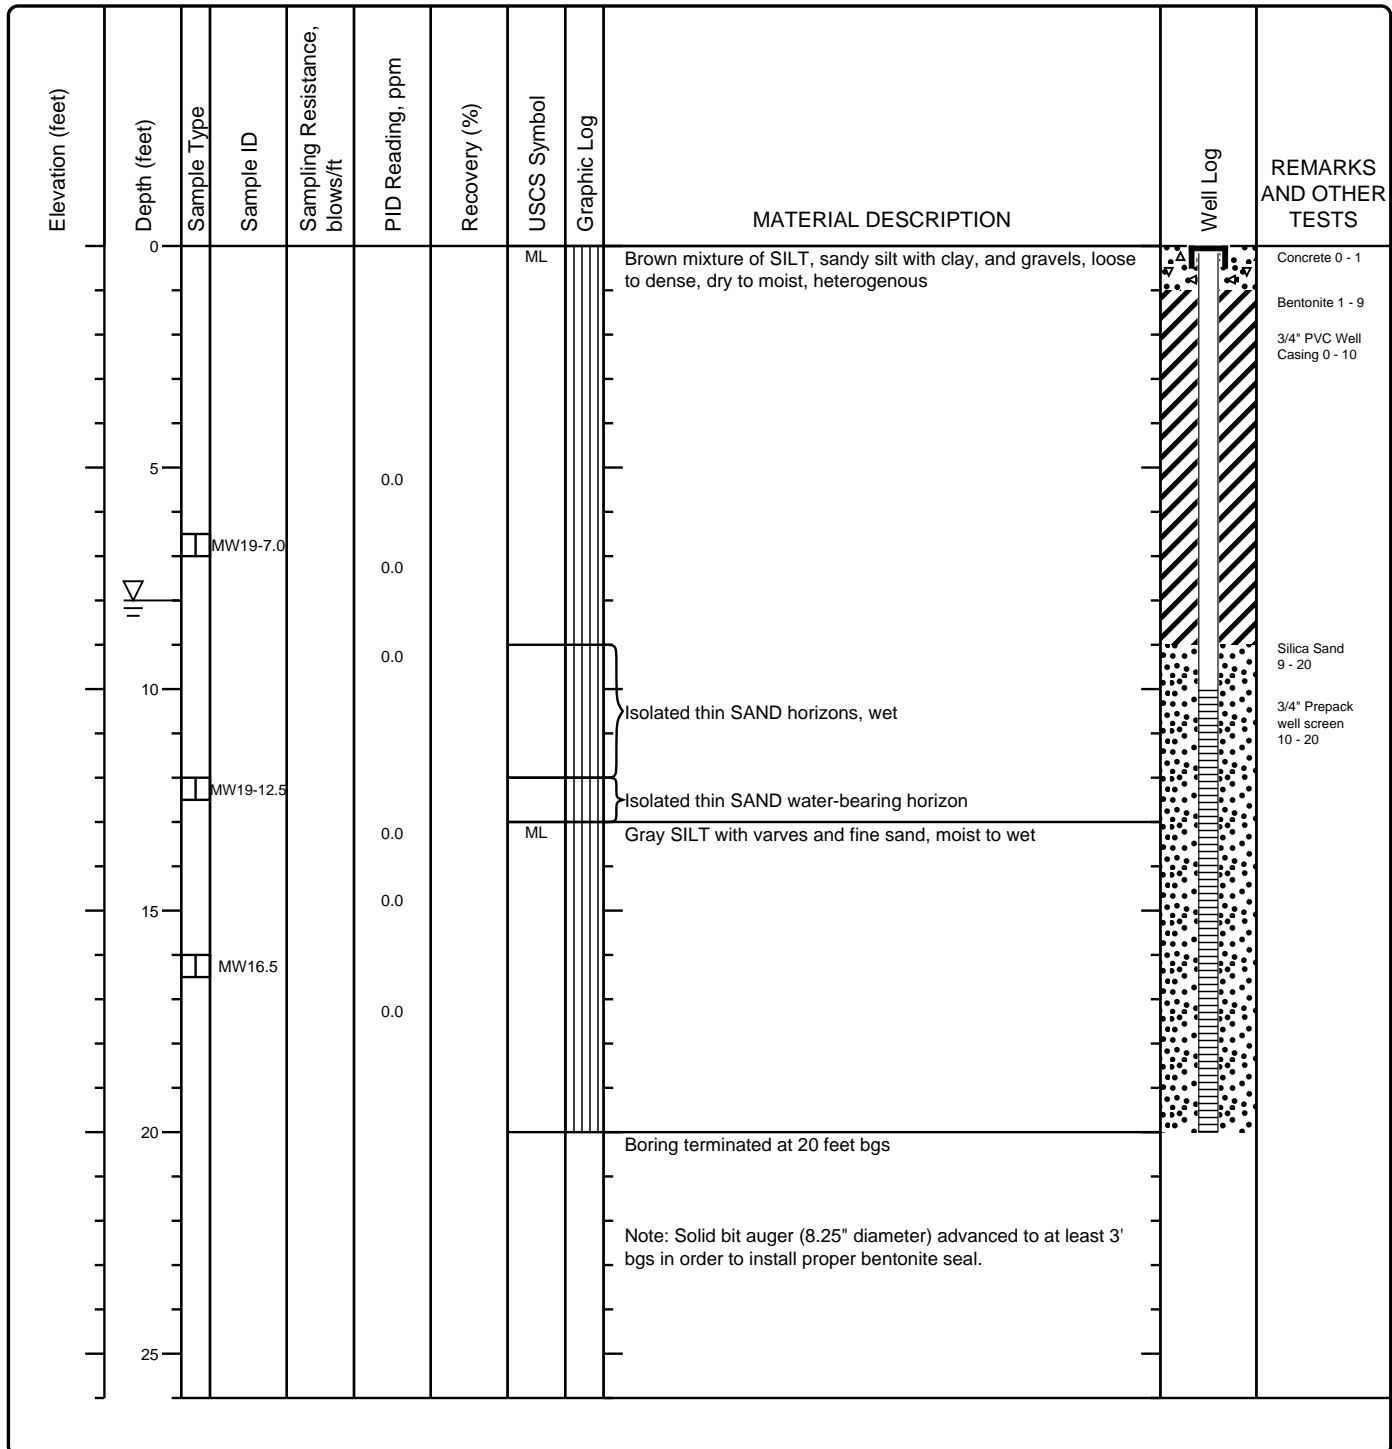 Elevation (feet)
Depth (feet)
Sample Type
Sample ID
Sampling Resistance,
blows/ft
PID Reading, ppm
Recovery (%)
USCS Symbol
Graphic Log
MATERIAL DESCRIPTION
Well Log
REMARKS
AND OTHER
TESTS
0
ML
Brown mixture of SILT, sandy silt with clay, and gravels, loose
to dense, dry to moist, heterogenous
Concrete 0 - 1
Bentonite 1 - 9
3/4" PVC Well
Casing 0 - 10
5
0.0
MW19-7.0
0.0
0.0
Silica Sand
9 - 20
10
Isolated thin SAND horizons, wet
3/4" Prepack
well screen
10 - 20
MW19-12.5
Isolated thin SAND water-bearing horizon
0.0
ML
Gray SILT with varves and fine sand, moist to wet
0.0
15
MW16.5
0.0
20
Boring terminated at 20 feet bgs
Note: Solid bit auger (8.25" diameter) advanced to at least 3'
bgs in order to install proper bentonite seal.
25